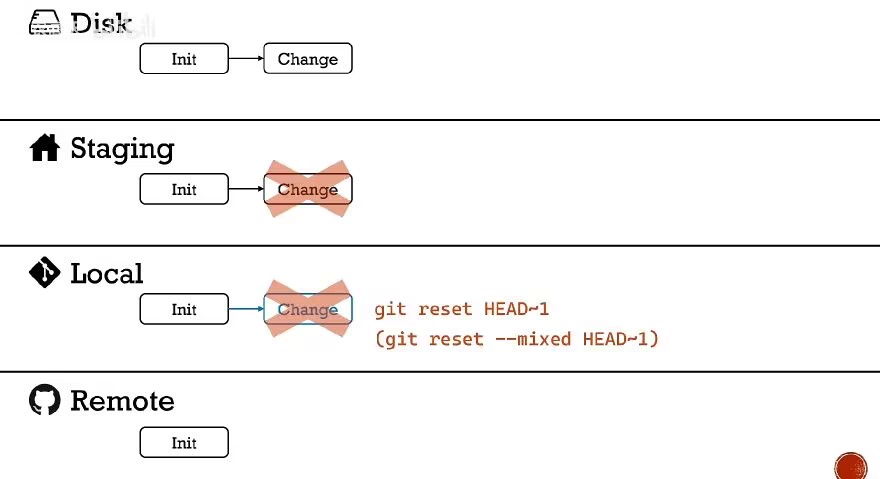 Disk
Init
Change
Staging
Init
Change
Local
Init
Change
git reset HEAD~1
(git reset --mixed HEAD~1)
Remote
Init